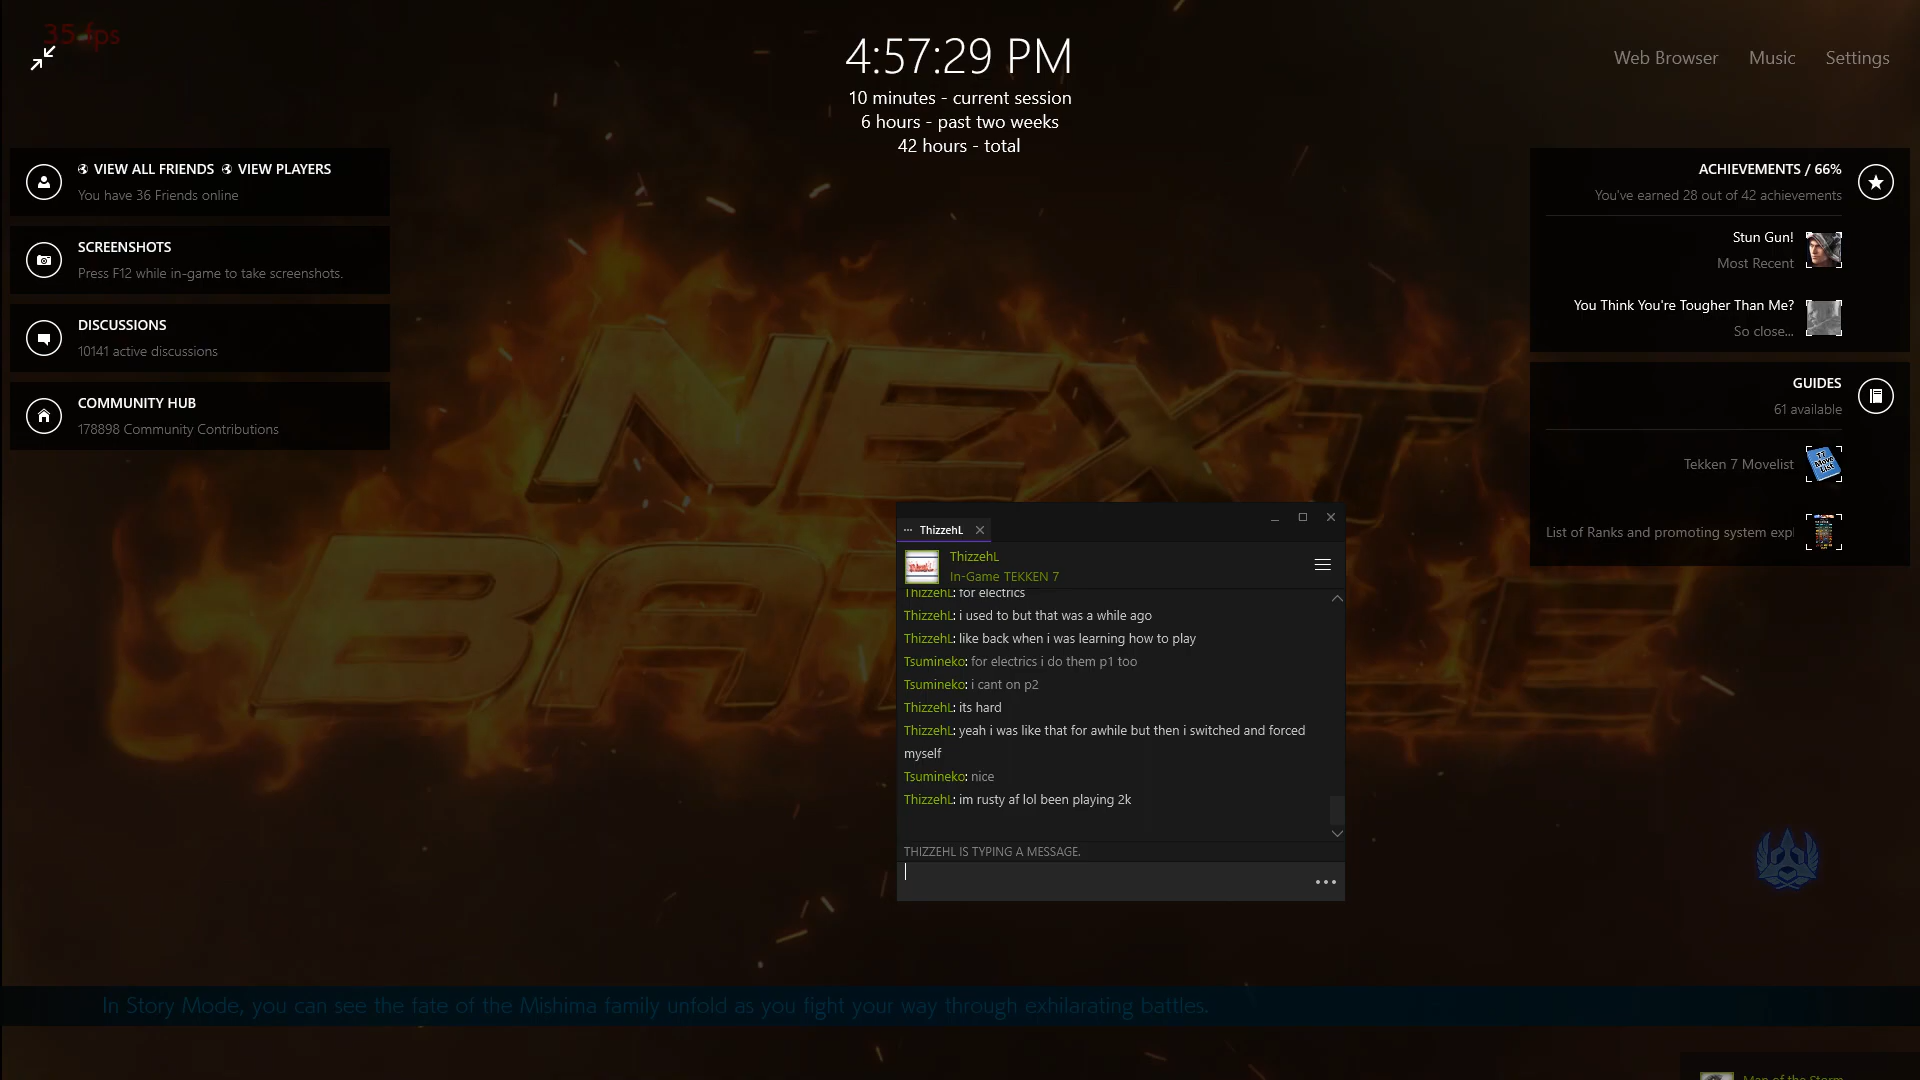 35 fps
4:57:29 PM
10 minutes - current session
6 hours - past two weeks
42 hours - total
Web Browser Music Settings
VIEW ALL FRIENDS VIEW PLAYERS
You have 36 Friends online
SCREENSHOTS
Press F12 while in-game to take screenshots.
DISCUSSIONS
10141 active discussions
COMMUNITY HUB
178898 Community Contributions
ACHIEVEMENTS / 66%
You've earned 28 out of 42 achievements
Stun Gun!
Most Recent
You Think You're Tougher Than Me?
So close...
GUIDES
61 available
Tekken 7 Movelist
List of Ranks and promoting system expl
NEXT
BATTLE
ThizzehL
ThizzehL
In-Game TEKKEN 7
ThizzehL: for electrics
ThizzehL: i used to but that was a while ago
ThizzehL: like back when i was learning how to play
Tsumineko: for electrics i do them p1 too
Tsumineko: i cant on p2
ThizzehL: its hard
ThizzehL: yeah i was like that for awhile but then i switched and forced
myself
Tsumineko: nice
ThizzehL: im rusty af lol been playing 2k
THIZZEHL IS TYPING A MESSAGE.
In Story Mode, you can see the fate of the Mishima family unfold as you fight your way through exhilarating battles.
Man of the Storm